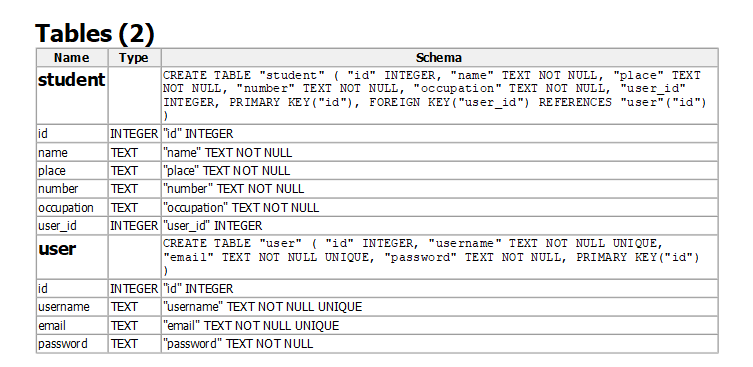 Tables (2)
Name Type Schema
student CREATE TABLE "student" ( "id" INTEGER, "name" TEXT NOT NULL, "place" TEXT
NOT NULL, "number" TEXT NOT NULL, "occupation" TEXT NOT NULL, "user_id"
INTEGER, PRIMARY KEY("id"), FOREIGN KEY("user_id") REFERENCES "user"("id")
)
id INTEGER "id" INTEGER
name TEXT "name" TEXT NOT NULL
place TEXT "place" TEXT NOT NULL
number TEXT "number" TEXT NOT NULL
occupation TEXT "occupation" TEXT NOT NULL
user_id INTEGER "user_id" INTEGER
user CREATE TABLE "user" ( "id" INTEGER, "username" TEXT NOT NULL UNIQUE,
"email" TEXT NOT NULL UNIQUE, "password" TEXT NOT NULL, PRIMARY KEY("id")
)
id INTEGER "id" INTEGER
username TEXT "username" TEXT NOT NULL UNIQUE
email TEXT "email" TEXT NOT NULL UNIQUE
password TEXT "password" TEXT NOT NULL